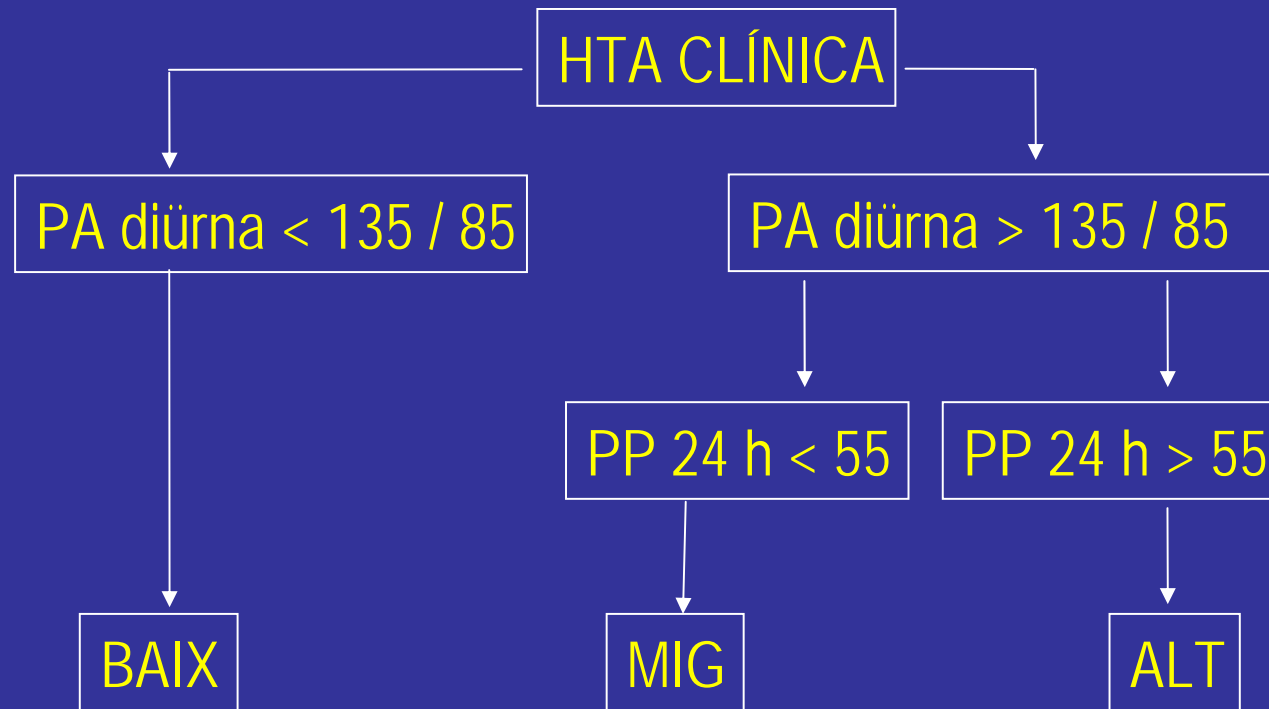 HTA CLÍNICA
PA diürna < 135 / 85
PA diürna > 135 / 85
PP 24 h < 55
PP 24 h > 55
BAIX
MIG
ALT